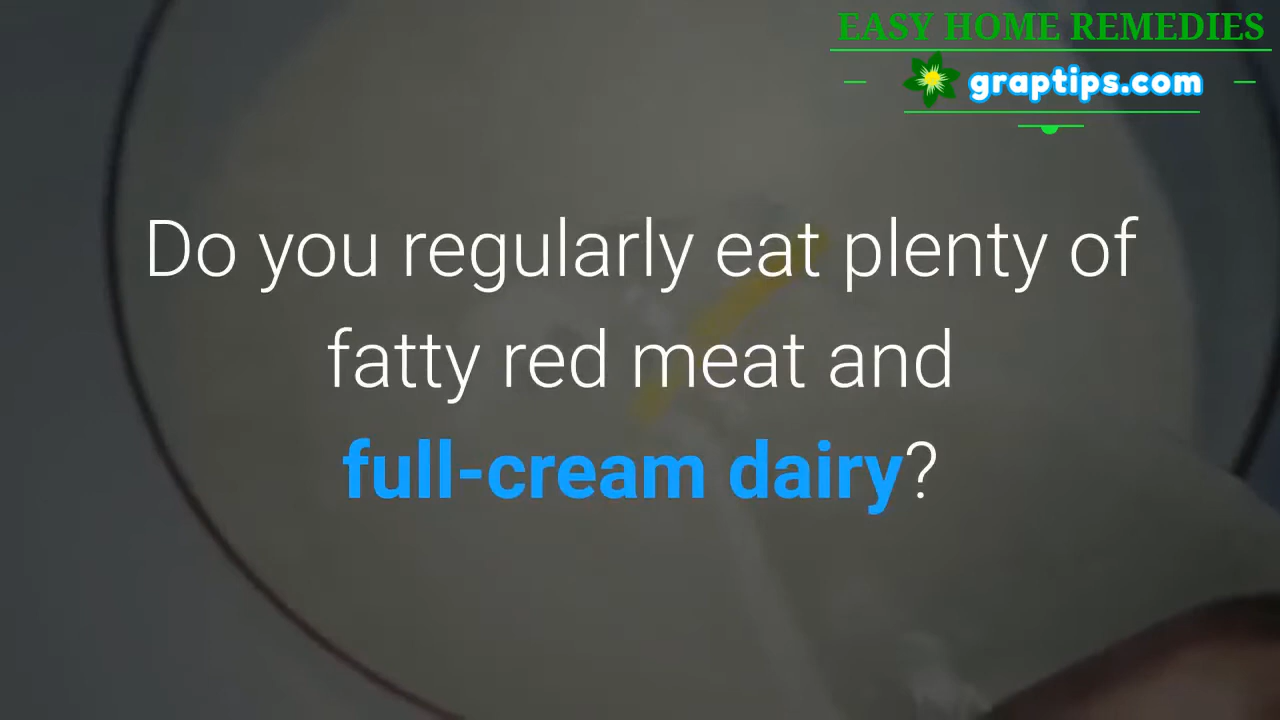 EASY HOME REMEDIES
graptips.com
Do you regularly eat plenty of
fatty red meat and
full-cream dairy?